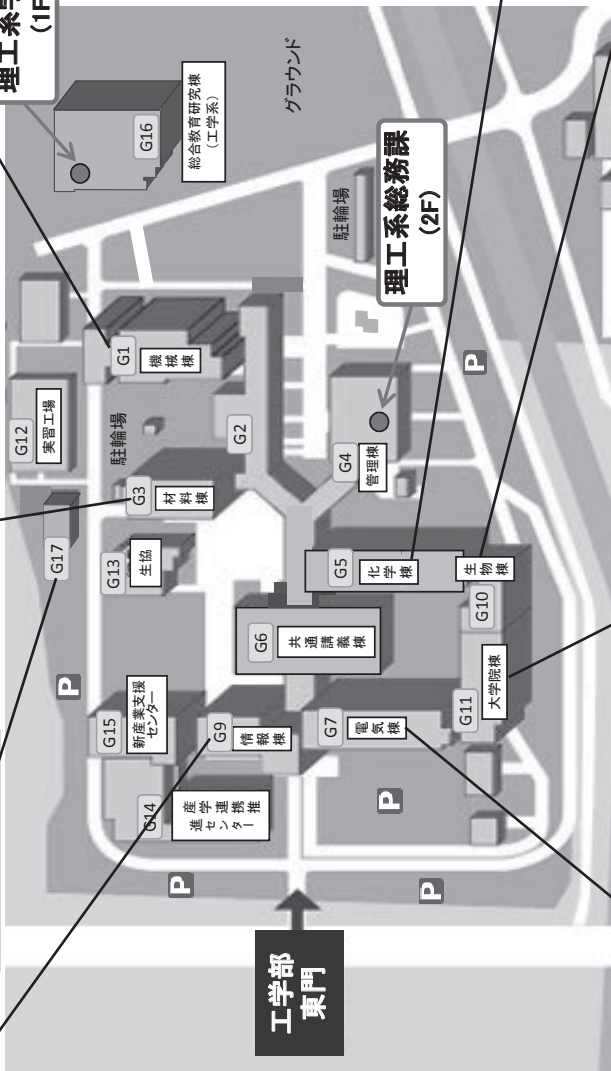 工学部
東門
P
P
G14
産学連携推
進センター
G15
新産業支援
センター
G9
情報棟
G7
電気棟
P
P
G11
大学院棟
G6
共通講義棟
G10
生物棟
G5
化学棟
G17
G13
生協
G3
材料棟
G12
実習工場
駐輪場
G2
G4
管理棟
G1
機械棟
P
理工系総務課
(2F)
駐輪場
G16
総合教育研究棟
（工学系）
グラウンド
理工系
(1F